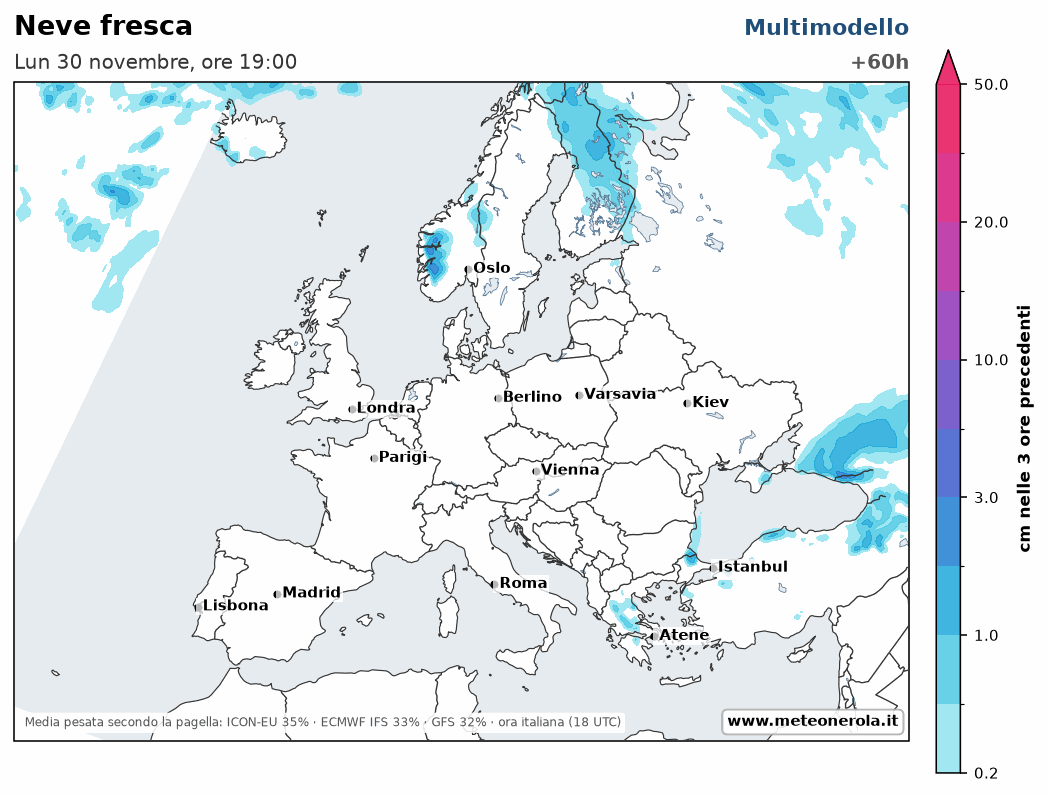 Neve fresca
Multimodello
Lun 30 novembre, ore 19:00
+60h
50.0
20.0
10.0
3.0
1.0
0.2
cm nelle 3 ore precedenti
Oslo
Berlino
Varsavia
Londra
Kiev
Parigi
Vienna
Istanbul
Roma
Madrid
Lisbona
Atene
Media pesata secondo la pagella: ICON-EU 35% · ECMWF IFS 33% · GFS 32% · ora italiana (18 UTC)
www.meteonerola.it